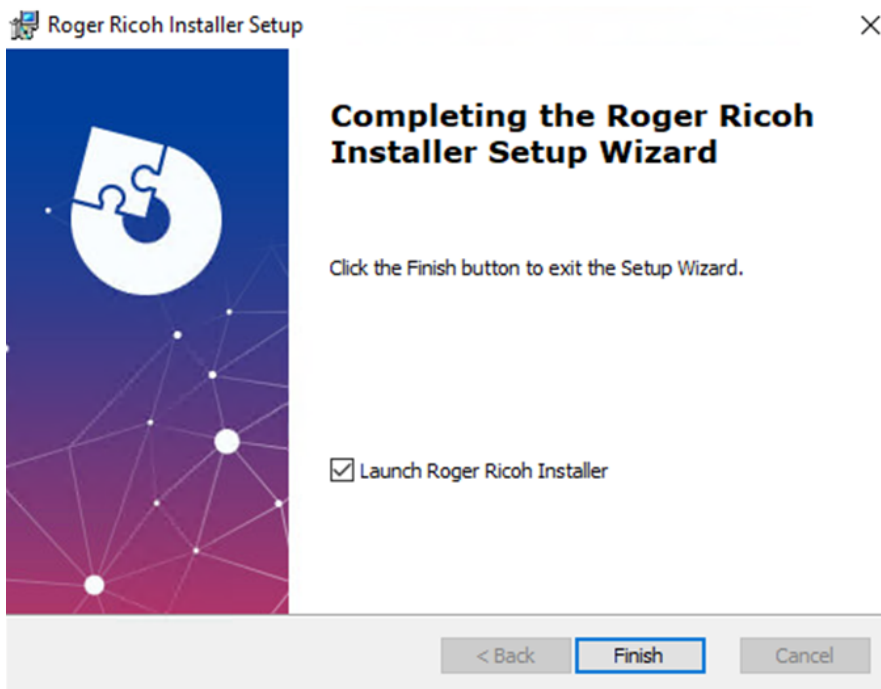 Roger Ricoh Installer Setup
Completing the Roger Ricoh
Installer Setup Wizard
Click the Finish button to exit the Setup Wizard.
Launch Roger Ricoh Installer
< Back Finish Cancel